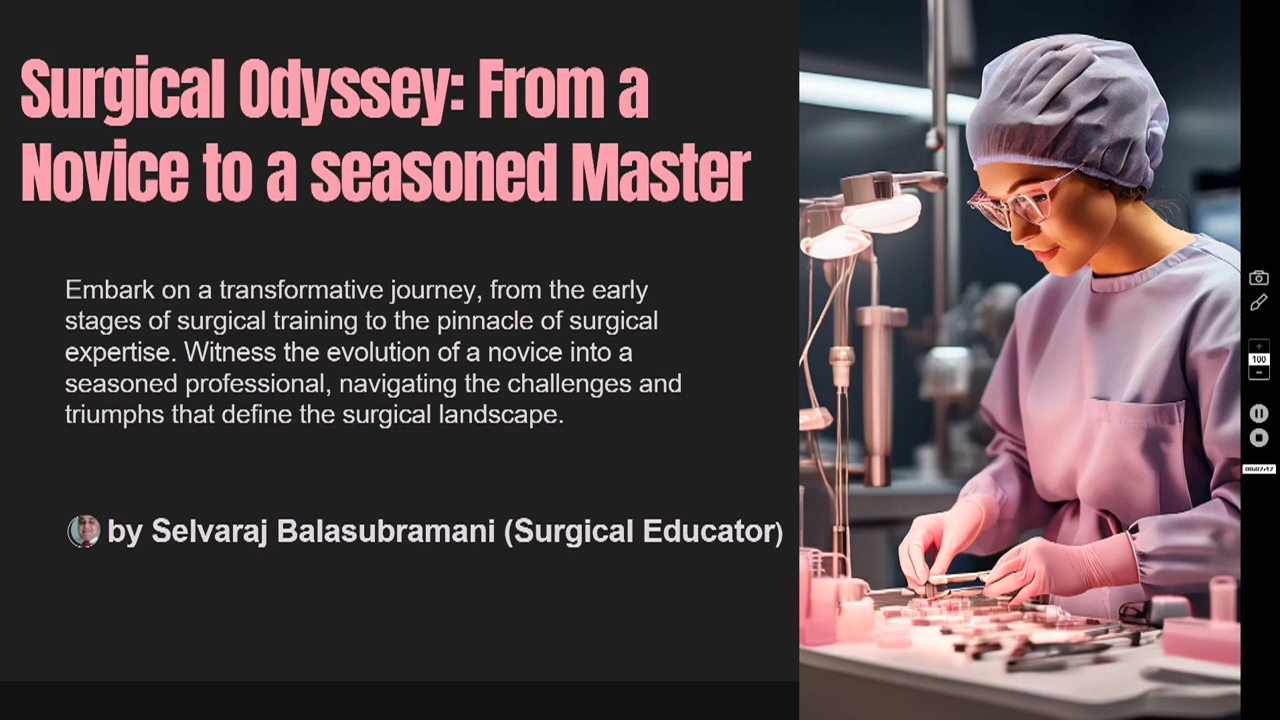 Surgical Odyssey: From a
Novice to a seasoned Master
Embark on a transformative journey, from the early
stages of surgical training to the pinnacle of surgical
expertise. Witness the evolution of a novice into a
seasoned professional, navigating the challenges and
triumphs that define the surgical landscape.
by Selvaraj Balasubramani (Surgical Educator)
100